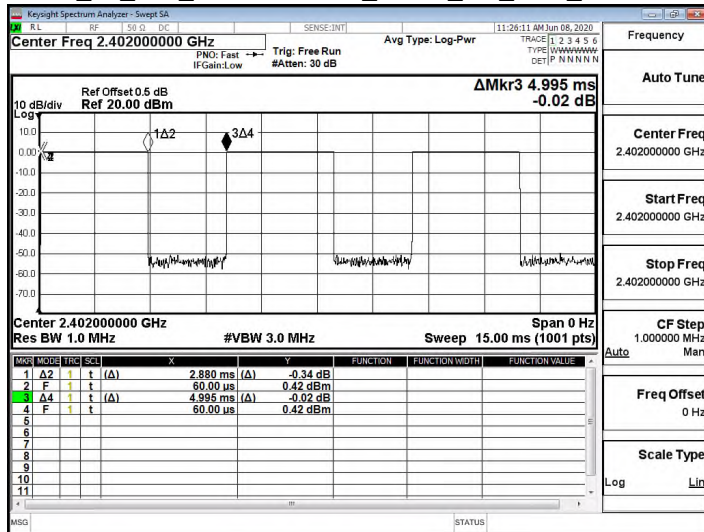 Keysight Spectrum Analyzer - Swept SA
RL RF 50 Ω DC SENSE:INT 11:26:11 AM Jun 08, 2020
Center Freq 2.402000000 GHz
PNO: Fast
IFGain:Low
Trig: Free Run
#Atten: 30 dB
Avg Type: Log-Pwr
TRACE 1 2 3 4 5 6
TYPE WWWWWW
DET P N N N N N
Ref Offset 0.5 dB
10 dB/div Ref 20.00 dBm
Log
ΔMkr3 4.995 ms
-0.02 dB
10.0
0.00
-10.0
-20.0
-30.0
-40.0
-50.0
-60.0
-70.0
1Δ2
3Δ4
Center 2.402000000 GHz Span 0 Hz
Res BW 1.0 MHz #VBW 3.0 MHz Sweep 15.00 ms (1001 pts)
MKR MODE TRC SCL X Y FUNCTION FUNCTION WIDTH FUNCTION VALUE
1 Δ2 1 t (Δ) 2.880 ms (Δ) -0.34 dB
2 F 1 t 60.00 µs 0.42 dBm
3 Δ4 1 t (Δ) 4.995 ms (Δ) -0.02 dB
4 F 1 t 60.00 µs 0.42 dBm
5
6
7
8
9
10
11
MSG STATUS
Frequency
Auto Tune
Center Freq
2.402000000 GHz
Start Freq
2.402000000 GHz
Stop Freq
2.402000000 GHz
CF Step
1.000000 MHz
Auto Man
Freq Offset
0 Hz
Scale Type
Log Lin